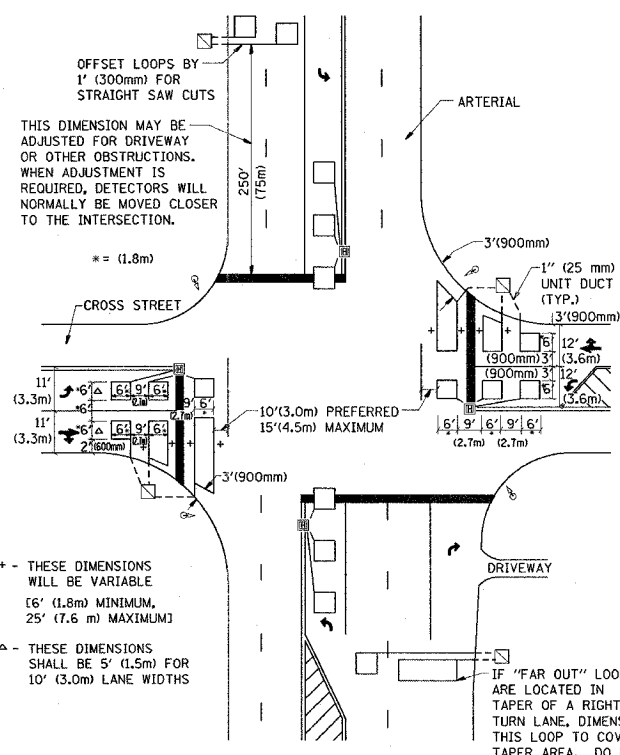 OFFSET LOOPS BY
1' (300mm) FOR
STRAIGHT SAW CUTS
THIS DIMENSION MAY BE
ADJUSTED FOR DRIVEWAY
OR OTHER OBSTRUCTIONS.
WHEN ADJUSTMENT IS
REQUIRED, DETECTORS WILL
NORMALLY BE MOVED CLOSER
TO THE INTERSECTION.
* = (1.8m)
250'
(75m)
ARTERIAL
3'(900mm)
1" (25 mm)
UNIT DUCT
(TYP.)
3'(900mm)
CROSS STREET
6'
12'
(3.6m)
(900mm) 3'
(900mm) 3'
12'
6'
(3.6m)
6' 9' 6' 9' 6'
* * *
(2.7m) (2.7m)
11'
(3.3m)
*6' △ 6' 9' 6'
(2.7m)
9' 6'
(2.7m) *
11'
(3.3m)
*6' △ 6' 9' 6'
(2.7m)
2' (600mm)
10'(3.0m) PREFERRED
15'(4.5m) MAXIMUM
3'(900mm)
H
H
H
H
+ - THESE DIMENSIONS
WILL BE VARIABLE
[6' (1.8m) MINIMUM,
25' (7.6 m) MAXIMUM]
△ - THESE DIMENSIONS
SHALL BE 5' (1.5m) FOR
10' (3.0m) LANE WIDTHS
DRIVEWAY
IF "FAR OUT" LOO
ARE LOCATED IN
TAPER OF A RIGHT
TURN LANE, DIMENS
THIS LOOP TO COV
TAPER AREA. DO